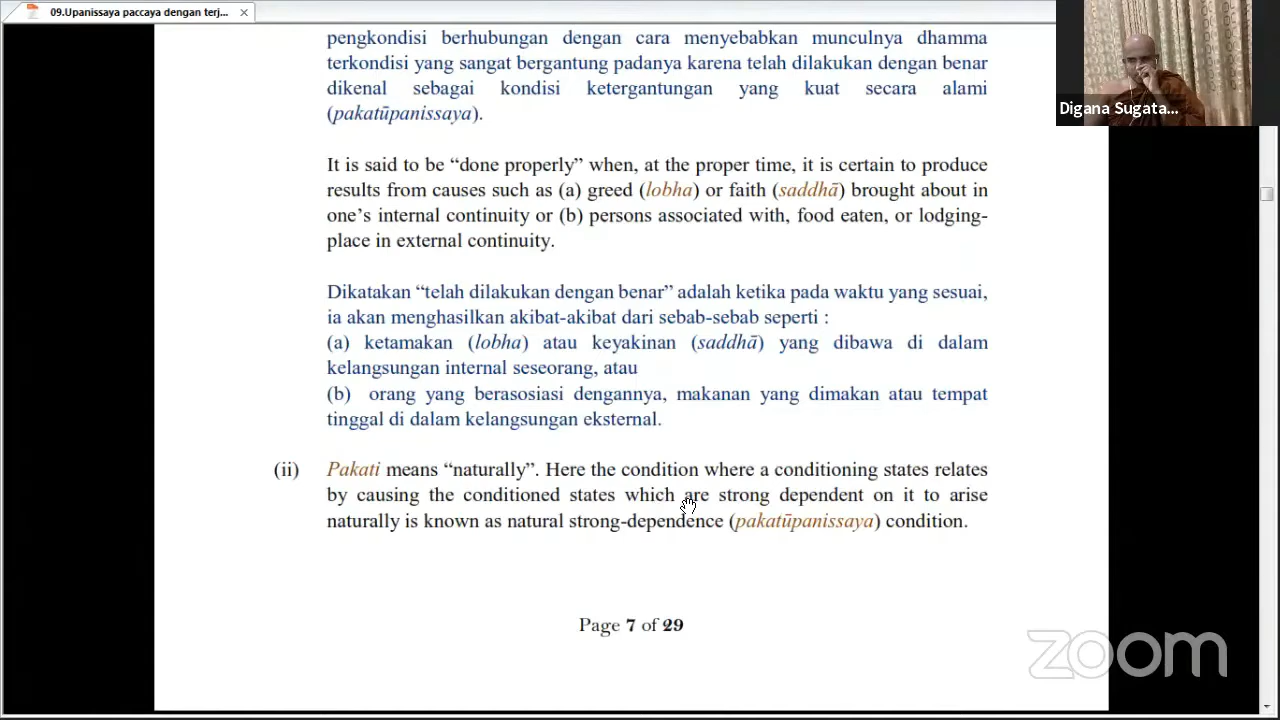 09.Upanissaya paccaya dengan terj...
pengkondisi berhubungan dengan cara menyebabkan munculnya dhamma
terkondisi yang sangat bergantung padanya karena telah dilakukan dengan benar
dikenal sebagai kondisi ketergantungan yang kuat secara alami
(pakatūpanissaya).
Digana Sugata...
It is said to be “done properly” when, at the proper time, it is certain to produce
results from causes such as (a) greed (lobha) or faith (saddhā) brought about in
one’s internal continuity or (b) persons associated with, food eaten, or lodging-
place in external continuity.
Dikatakan “telah dilakukan dengan benar” adalah ketika pada waktu yang sesuai,
ia akan menghasilkan akibat-akibat dari sebab-sebab seperti :
(a) ketamakan (lobha) atau keyakinan (saddhā) yang dibawa di dalam
kelangsungan internal seseorang, atau
(b) orang yang berasosiasi dengannya, makanan yang dimakan atau tempat
tinggal di dalam kelangsungan eksternal.
(ii) Pakati means “naturally”. Here the condition where a conditioning states relates
by causing the conditioned states which are strong dependent on it to arise
naturally is known as natural strong-dependence (pakatūpanissaya) condition.
Page 7 of 29
zoom